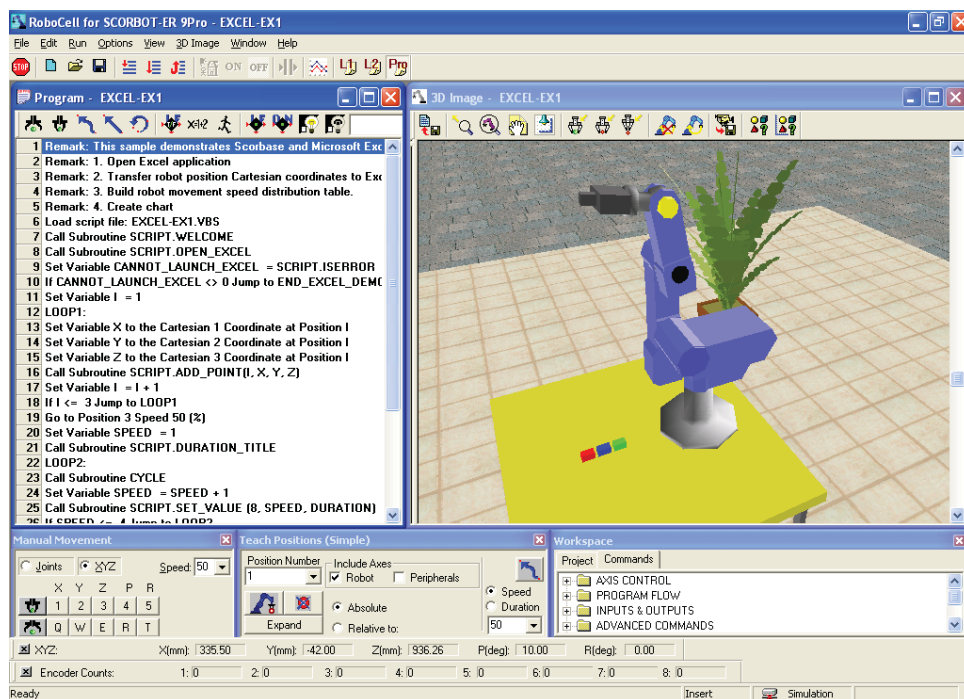 RoboCell for SCORBOT-ER 9Pro - EXCEL-EX1
File Edit Run Options View 3D Image Window Help
STOP ON OFF L1 L2 Prg
Program - EXCEL-EX1
1 Remark: This sample demonstrates Scorbase and Microsoft Exc
2 Remark: 1. Open Excel application
3 Remark: 2. Transfer robot position Cartesian coordinates to Exc
4 Remark: 3. Build robot movement speed distribution table.
5 Remark: 4. Create chart
6 Load script file: EXCEL-EX1.VBS
7 Call Subroutine SCRIPT.WELCOME
8 Call Subroutine SCRIPT.OPEN_EXCEL
9 Set Variable CANNOT_LAUNCH_EXCEL = SCRIPT.ISERROR
10 If CANNOT_LAUNCH_EXCEL <> 0 Jump to END_EXCEL_DEMO
11 Set Variable I = 1
12 LOOP1:
13 Set Variable X to the Cartesian 1 Coordinate at Position I
14 Set Variable Y to the Cartesian 2 Coordinate at Position I
15 Set Variable Z to the Cartesian 3 Coordinate at Position I
16 Call Subroutine SCRIPT.ADD_POINT(I, X, Y, Z)
17 Set Variable I = I + 1
18 If I <= 3 Jump to LOOP1
19 Go to Position 3 Speed 50 (%)
20 Set Variable SPEED = 1
21 Call Subroutine SCRIPT.DURATION_TITLE
22 LOOP2:
23 Call Subroutine CYCLE
24 Set Variable SPEED = SPEED + 1
25 Call Subroutine SCRIPT.SET_VALUE (8, SPEED, DURATION)
26 If SPEED <= 4 Jump to LOOP2
3D Image - EXCEL-EX1
Manual Movement
Joints XYZ Speed: 50
X Y Z P R
1 2 3 4 5
Q W E R T
Teach Positions (Simple)
Position Number Include Axes
1 Robot Peripherals
Absolute
Expand Relative to:
Speed
Duration
50
Workspace
Project Commands
AXIS CONTROL
PROGRAM FLOW
INPUTS & OUTPUTS
ADVANCED COMMANDS
XYZ: X(mm): 335.50 Y(mm): -42.00 Z(mm): 936.26 P(deg): 10.00 R(deg): 0.00
Encoder Counts: 1: 0 2: 0 3: 0 4: 0 5: 0 6: 0 7: 0 8: 0
Ready Insert Simulation